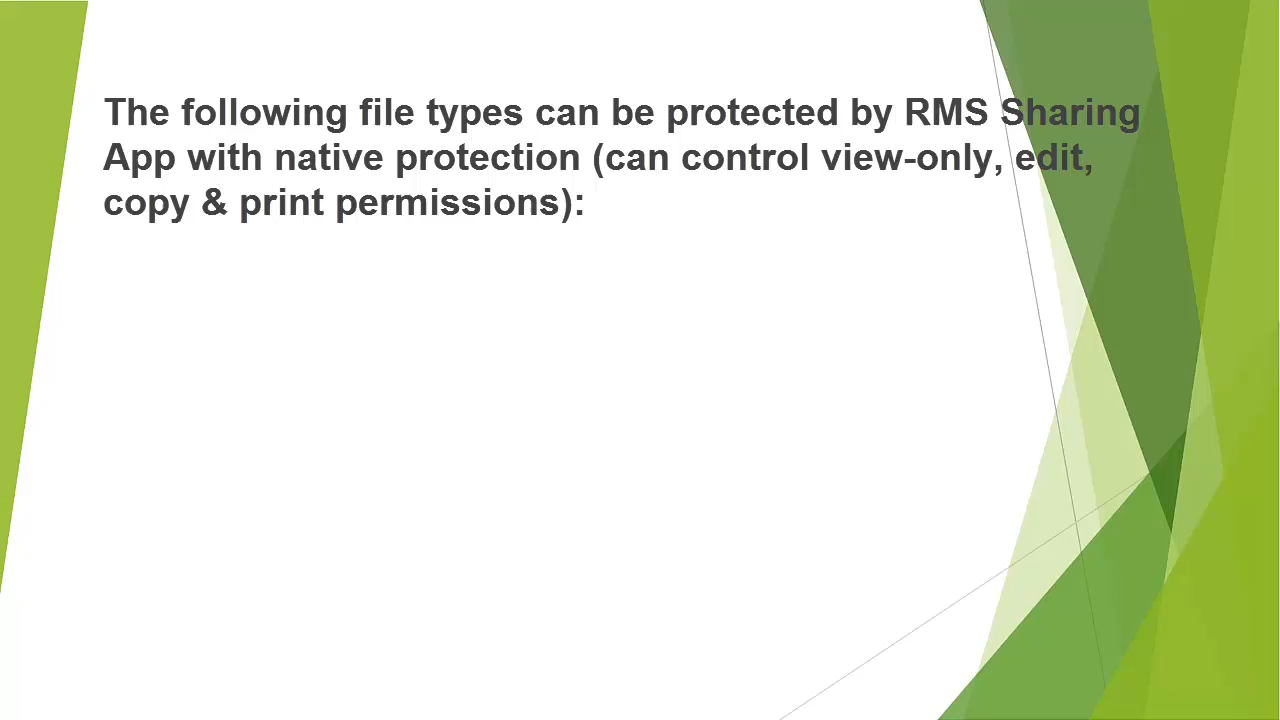 The following file types can be protected by RMS Sharing
App with native protection (can control view-only, edit,
copy & print permissions):